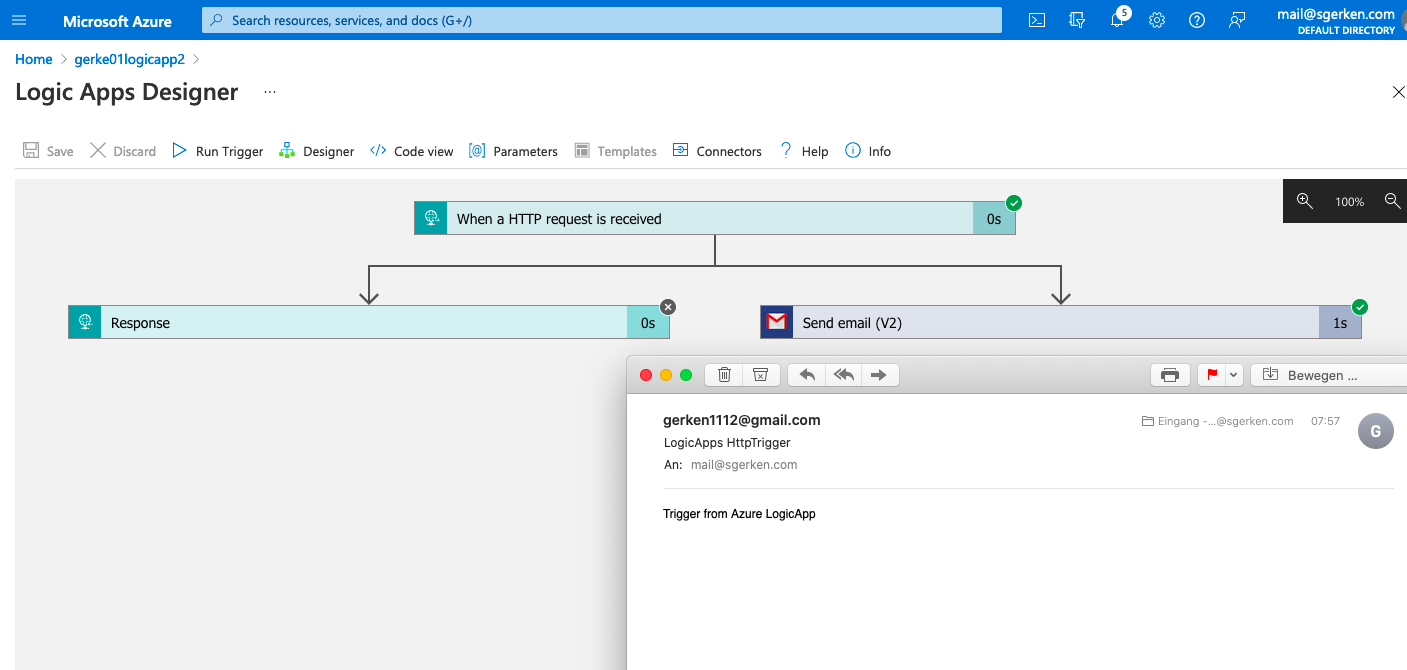 Microsoft Azure
Search resources, services, and docs (G+/)
5
mail@sgerken.com
DEFAULT DIRECTORY
Home > gerke01logicapp2 >
Logic Apps Designer ...
Save Discard Run Trigger Designer Code view Parameters Templates Connectors Help Info
100%
When a HTTP request is received 0s
Response 0s
Send email (V2) 1s
Bewegen ...
gerken1112@gmail.com
Eingang -...@sgerken.com 07:57
G
LogicApps HttpTrigger
An: mail@sgerken.com
Trigger from Azure LogicApp